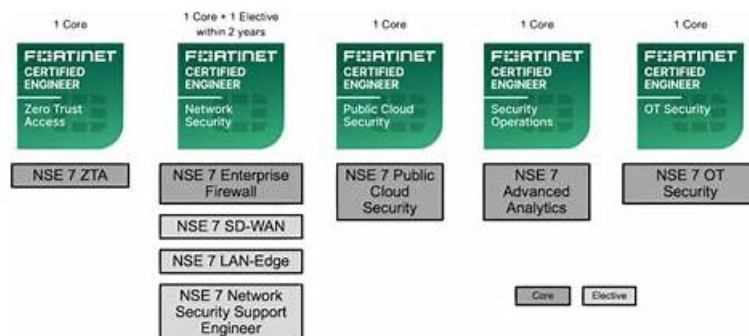 1 Core
1 Core + 1 Elective
within 2 years
1 Core
1 Core
1 Core
FORTINET
CERTIFIED
ENGINEER
Zero Trust
Access
FORTINET
CERTIFIED
ENGINEER
Network
Security
FORTINET
CERTIFIED
ENGINEER
Public Cloud
Security
FORTINET
CERTIFIED
ENGINEER
Security
Operations
FORTINET
CERTIFIED
ENGINEER
OT Security
NSE 7 ZTA
NSE 7 Enterprise
Firewall
NSE 7 SD-WAN
NSE 7 LAN-Edge
NSE 7 Network
Security Support
Engineer
NSE 7 Public
Cloud
Security
NSE 7
Advanced
Analytics
NSE 7 OT
Security
Core
Elective